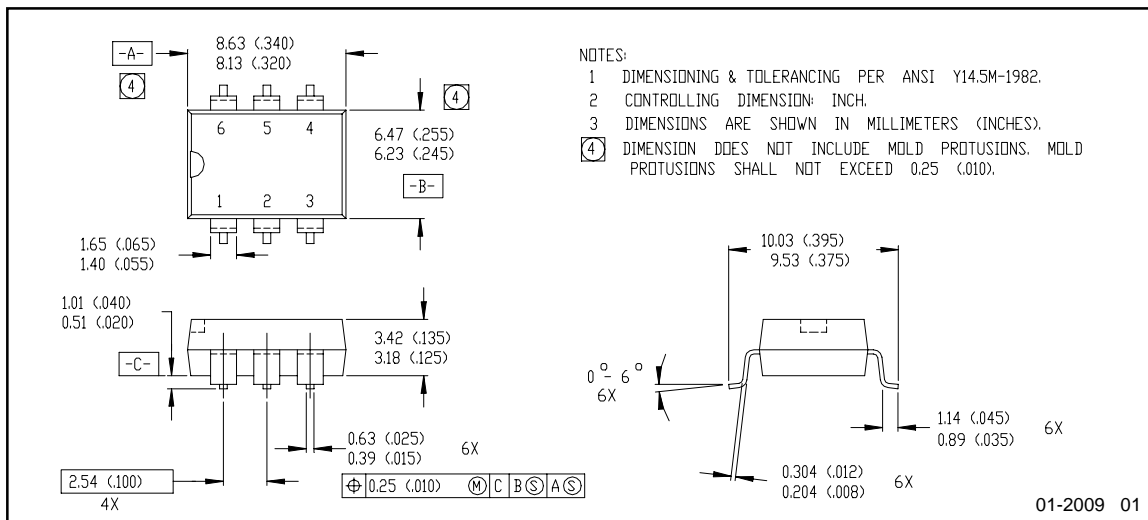 -A-
4
8.63 (.340)
8.13 (.320)
4
6 5 4
1 2 3
6.47 (.255)
6.23 (.245)
-B-
1.65 (.065)
1.40 (.055)
NOTES:
1 DIMENSIONING & TOLERANCING PER ANSI Y14.5M-1982.
2 CONTROLLING DIMENSION: INCH.
3 DIMENSIONS ARE SHOWN IN MILLIMETERS (INCHES).
4 DIMENSION DOES NOT INCLUDE MOLD PROTUSIONS. MOLD
PROTUSIONS SHALL NOT EXCEED 0.25 (.010).
1.01 (.040)
0.51 (.020)
-C-
3.42 (.135)
3.18 (.125)
0.63 (.025)
0.39 (.015)
6X
2.54 (.100)
4X
⌖ 0.25 (.010) Ⓜ C B Ⓢ A Ⓢ
10.03 (.395)
9.53 (.375)
0° - 6°
6X
1.14 (.045)
0.89 (.035)
6X
0.304 (.012)
0.204 (.008)
6X
01-2009 01